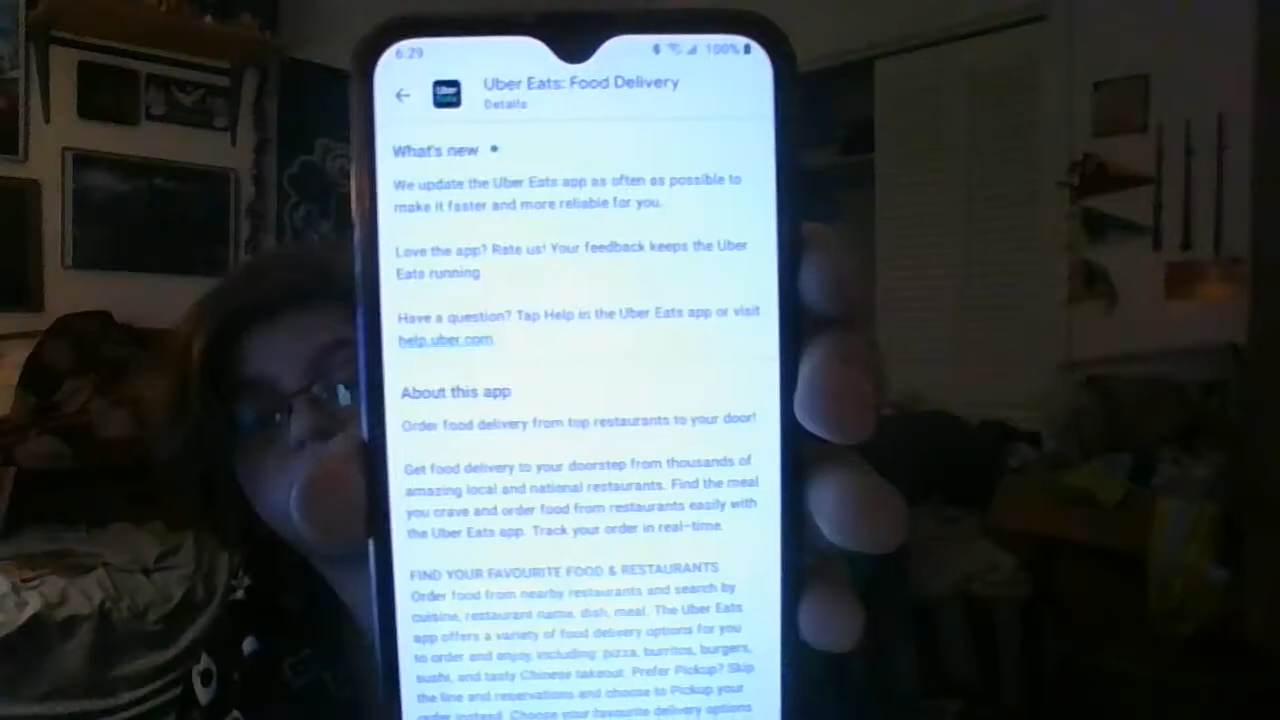 6:29
100%
Uber Eats: Food Delivery
Details
What's new
We update the Uber Eats app as often as possible to
make it faster and more reliable for you.
Love the app? Rate us! Your feedback keeps the Uber
Eats running
Have a question? Tap Help in the Uber Eats app or visit
help.uber.com
About this app
Order food delivery from top restaurants to your door!
Get food delivery to your doorstep from thousands of
amazing local and national restaurants. Find the meal
you crave and order food from restaurants easily with
the Uber Eats app. Track your order in real-time.
FIND YOUR FAVOURITE FOOD & RESTAURANTS
Order food from nearby restaurants and search by
cuisine, restaurant name, dish, meal. The Uber Eats
app offers a variety of food delivery options for you
to order and enjoy, including: pizza, burritos, burgers,
sushi, and tasty Chinese takeout. Prefer Pickup? Skip
the line and reservations and choose to Pickup your
order instead. Choose your favourite delivery options